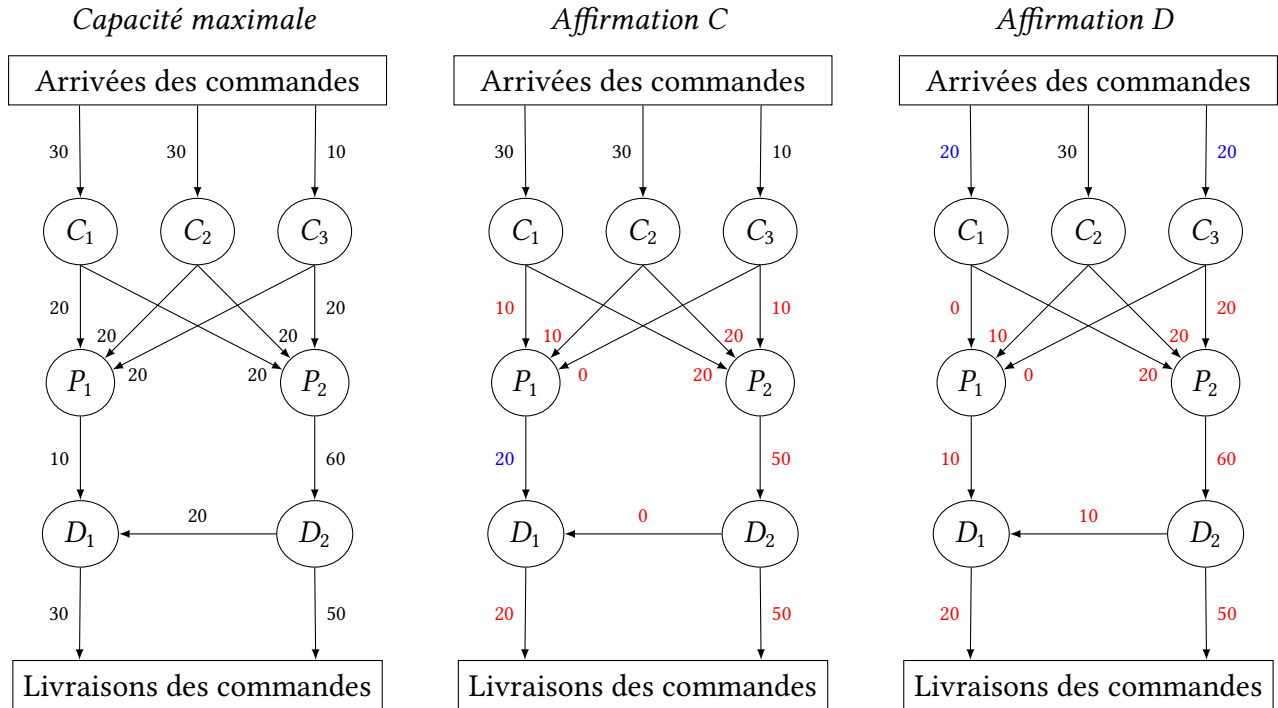 Capacité maximale Affirmation C Affirmation D
Arrivées des commandes Arrivées des commandes Arrivées des commandes
30 30 10 30 30 10 20 30 20
C1 C2 C3 C1 C2 C3 C1 C2 C3
20 20 10 10 0 20
20 20 10 20 10 20
20 20 0 20 0 20
P1 P2 P1 P2 P1 P2
10 60 20 50 10 60
20 0 10
D1 D2 D1 D2 D1 D2
30 50 20 50 20 50
Livraisons des commandes Livraisons des commandes Livraisons des commandes